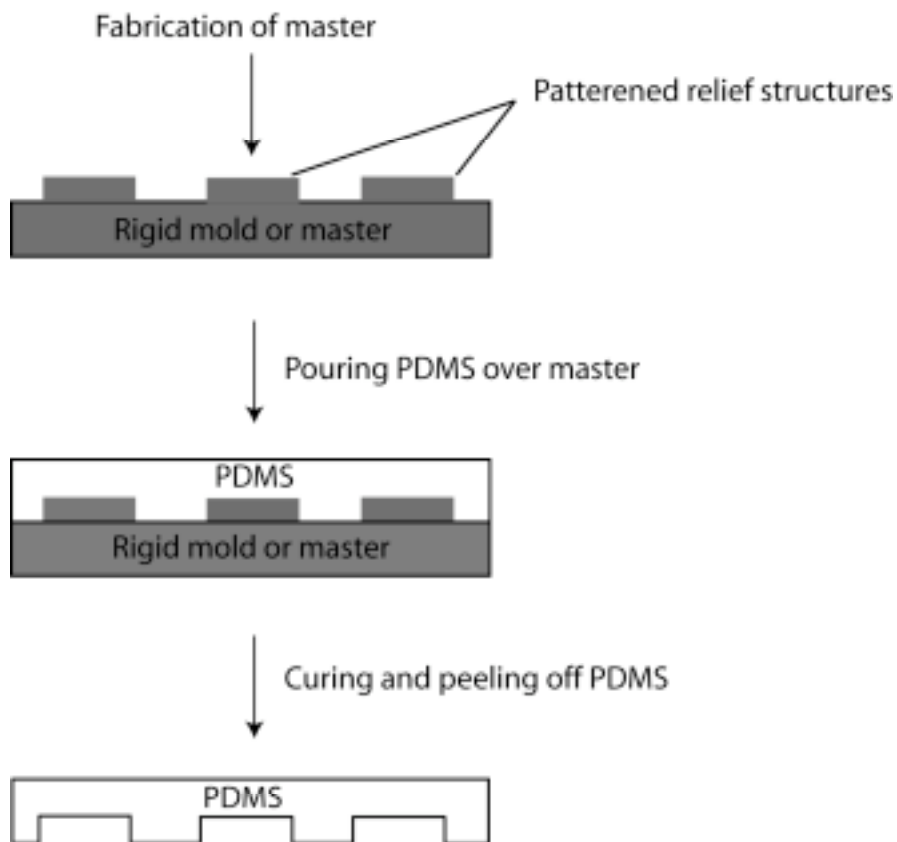 Fabrication of master
Patterened relief structures
Rigid mold or master
Pouring PDMS over master
PDMS
Rigid mold or master
Curing and peeling off PDMS
PDMS